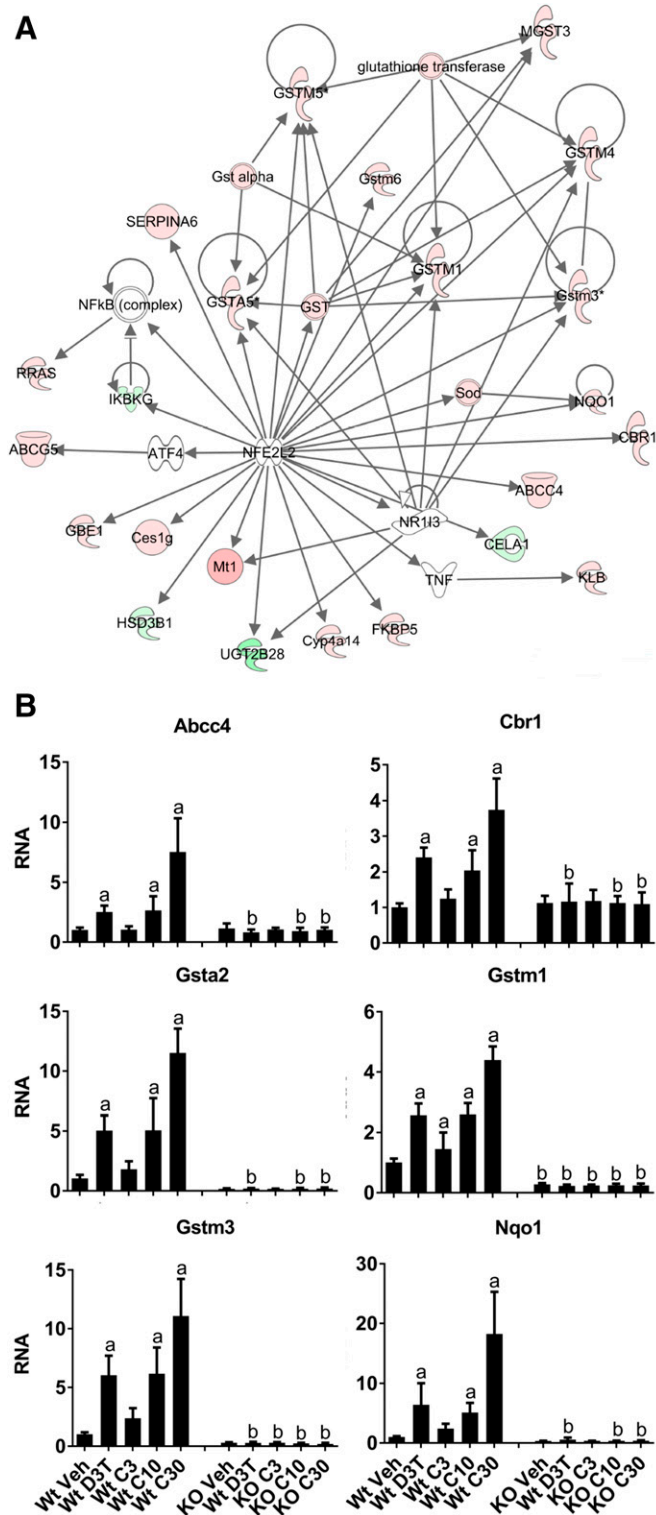 A
MGST3
glutathione transferase
GSTM5*
GSTM4
Gst alpha
Gstm6
SERPINA6
GSTM1
NFkB (complex)
GSTA5*
GST
Gstm3*
RRAS
IKBKG
Sod
NQO1
CBR1
ABCG5
ATF4
NFE2L2
ABCC4
GBE1
Ces1g
NR1I3
CELA1
Mt1
TNF
KLB
HSD3B1
UGT2B28
Cyp4a14
FKBP5
B
Abcc4
15
10
5
0
RNA
a
a
a
b
b
b
Cbr1
5
4
3
2
1
0
a
a
a
b
b
b
Gsta2
15
10
5
0
RNA
a
a
a
b
b
b
Gstm1
6
4
2
0
a
a
a
a
b
b
b
b
b
Gstm3
15
10
5
0
RNA
a
a
a
b
b
b
b
Wt Veh
Wt D3T
Wt C3
Wt C10
Wt C30
KO Veh
Wt D3T
KO C3
KO C10
KO C30
Nqo1
30
20
10
0
a
a
a
b
b
b
Wt Veh
Wt D3T
Wt C3
Wt C10
Wt C30
KO Veh
Wt D3T
KO C3
KO C10
KO C30